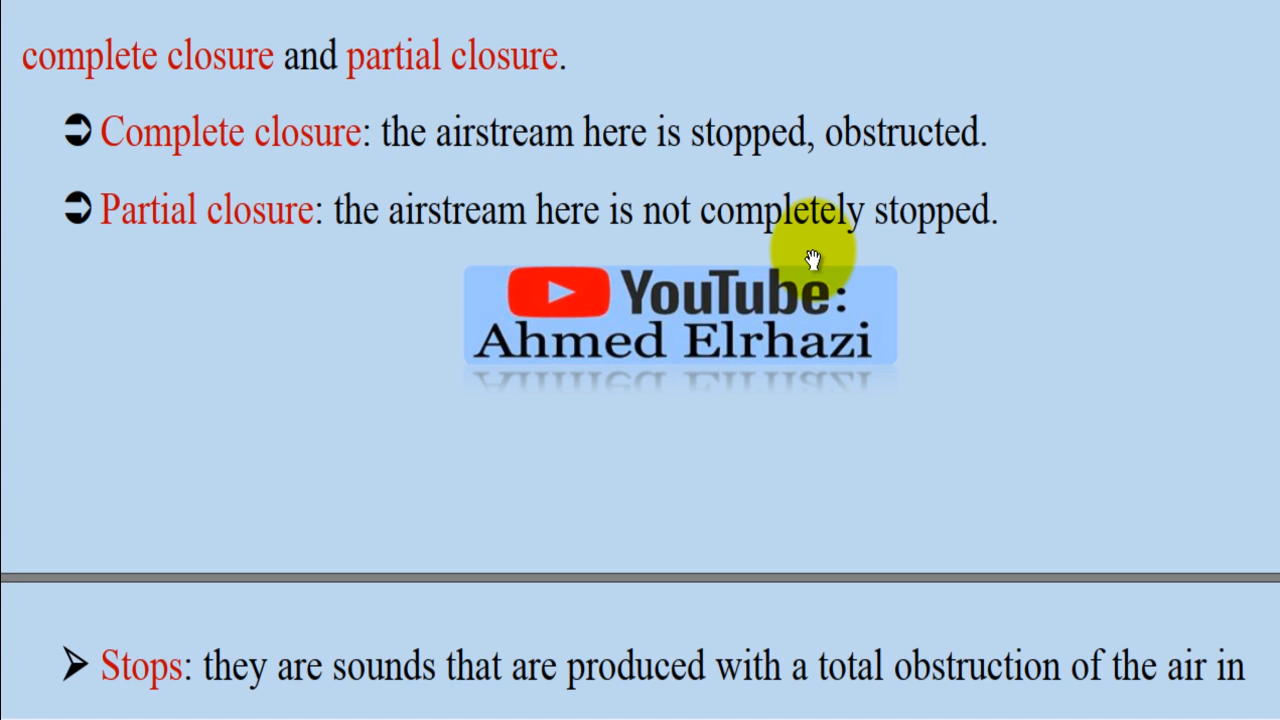 complete closure and partial closure.
➲ Complete closure: the airstream here is stopped, obstructed.
➲ Partial closure: the airstream here is not completely stopped.
YouTube:
Ahmed Elrhazi
➢ Stops: they are sounds that are produced with a total obstruction of the air in